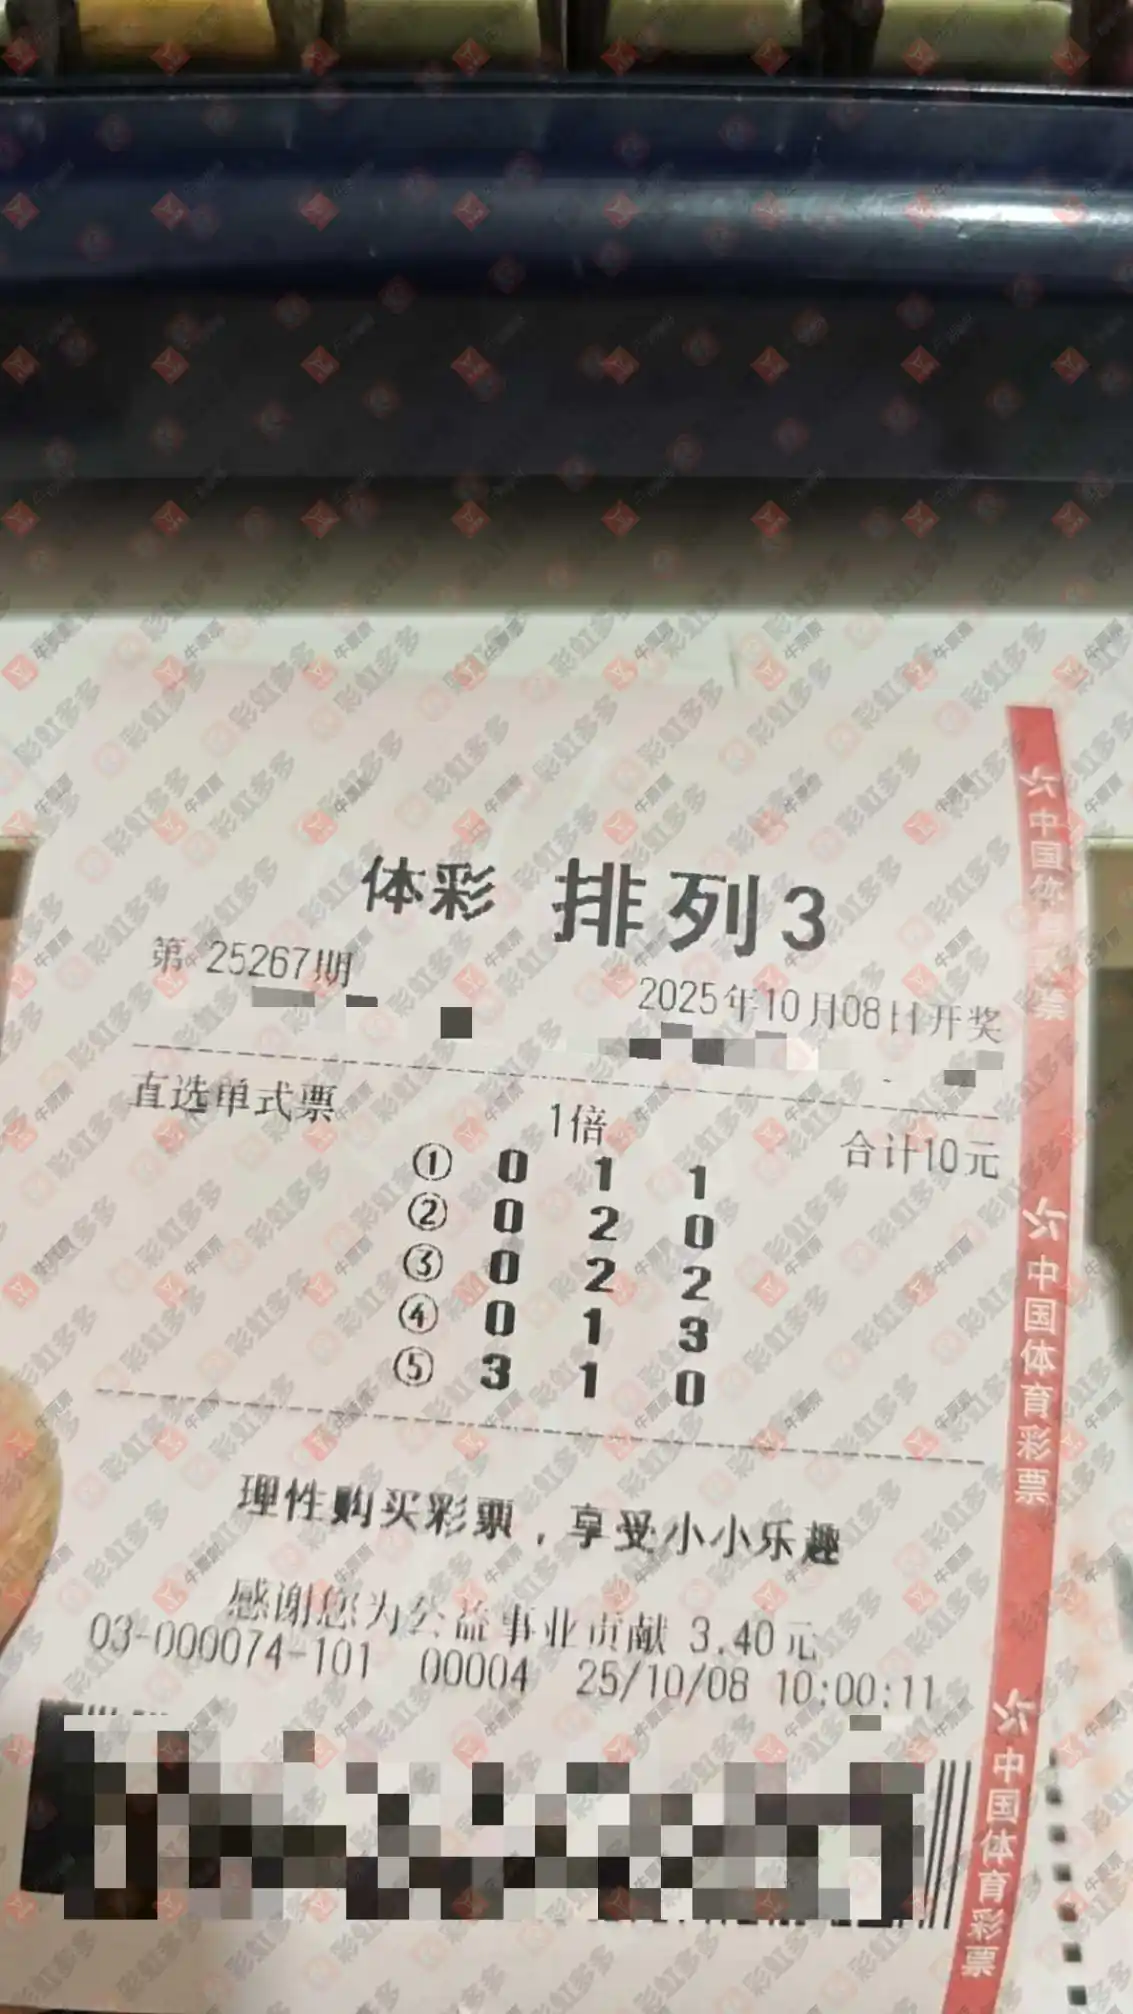 体彩 排列3
第 25267期
2025年10月08日开奖
直选单式票 1倍 合计10元
① 0 1 1
② 0 2 0
③ 0 2 2
④ 0 1 3
⑤ 3 1 0
理性购买彩票，享受小小乐趣
感谢您为公益事业贡献 3.40元
03-000074-101 00004 25/10/08 10:00:11
中国体育彩票
中国体育彩票
彩虹多多